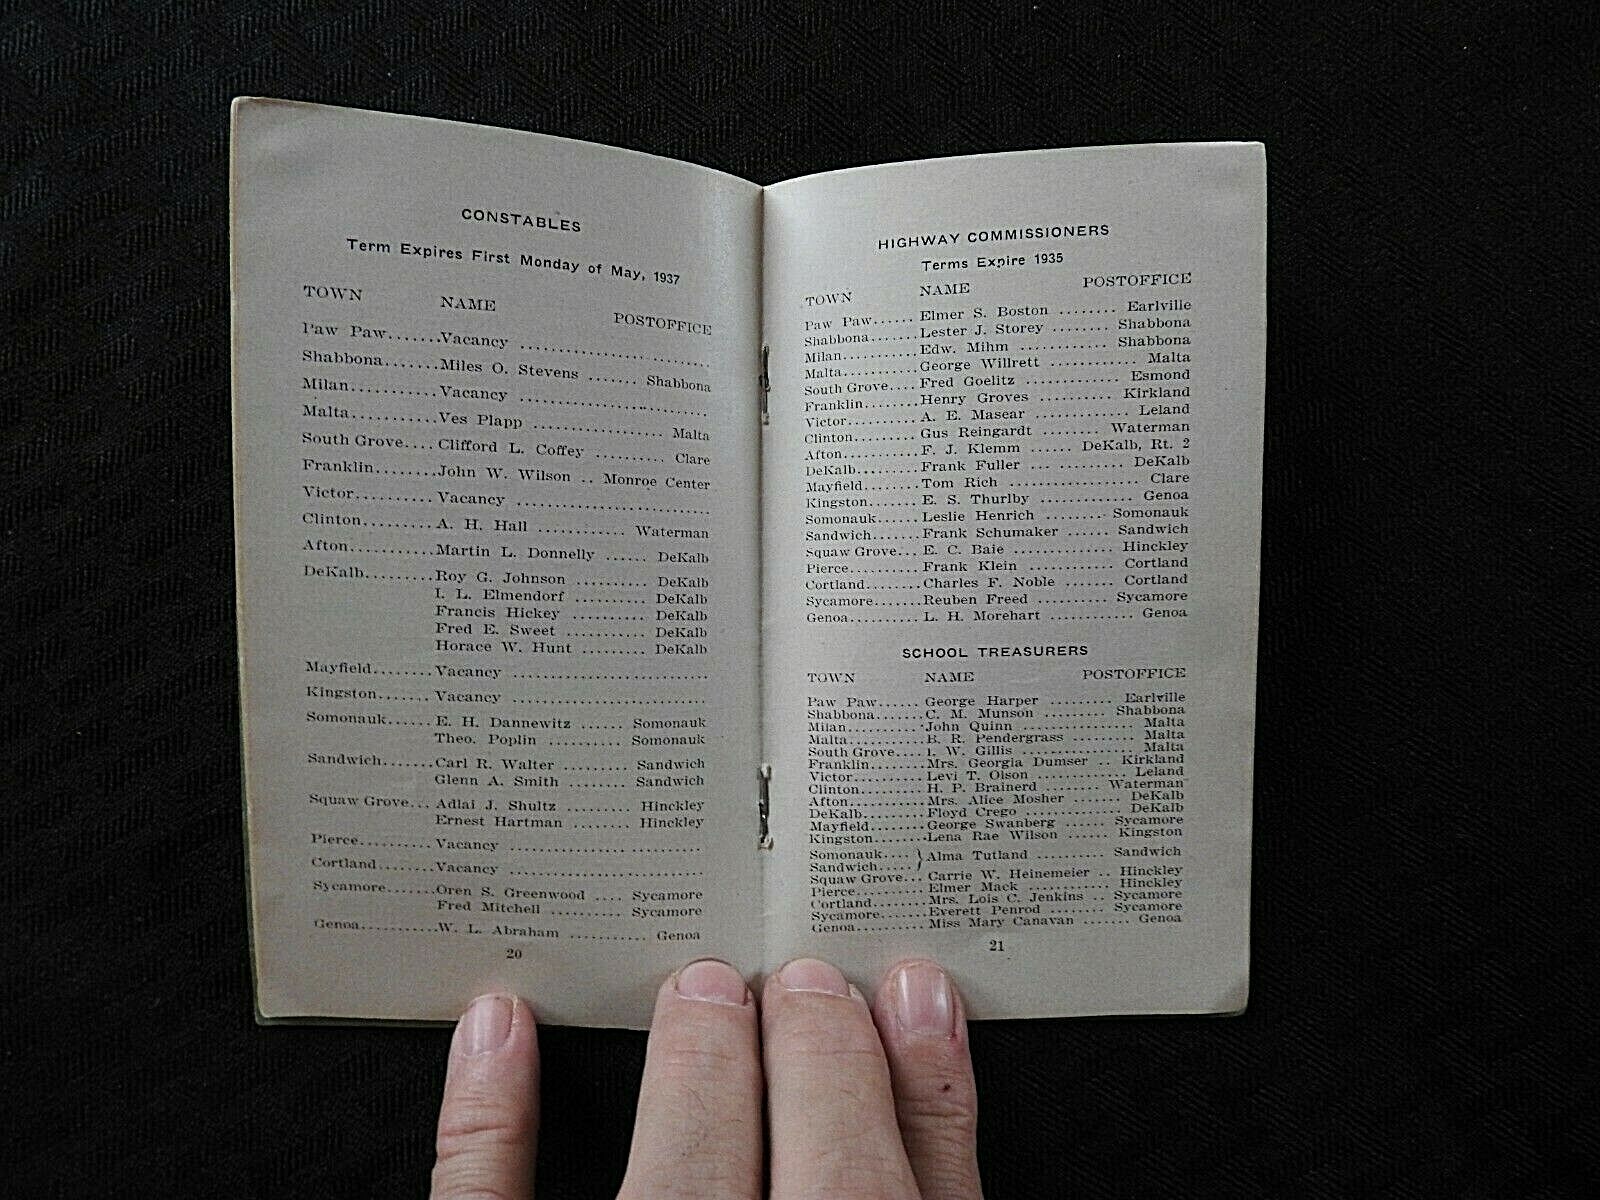 CONSTABLES
Term Expires First Monday of May, 1937
TOWN NAME POSTOFFICE
Paw Paw.......Vacancy ........................
Shabbona.......Miles O. Stevens ...... Shabbona
Milan..........Vacancy ........................
Malta..........Ves Plapp ................. Malta
South Grove....Clifford L. Coffey .......... Clare
Franklin........John W. Wilson .. Monroe Center
Victor..........Vacancy ........................
Clinton.........A. H. Hall ............ Waterman
Afton...........Martin L. Donnelly ...... DeKalb
DeKalb.........Roy G. Johnson .......... DeKalb
I. L. Elmendorf .......... DeKalb
Francis Hickey .......... DeKalb
Fred E. Sweet ........... DeKalb
Horace W. Hunt ......... DeKalb
Mayfield........Vacancy ........................
Kingston.......Vacancy ........................
Somonauk......E. H. Dannewitz ...... Somonauk
Theo. Poplin .......... Somonauk
Sandwich.......Carl R. Walter ......... Sandwich
Glenn A. Smith ........ Sandwich
Squaw Grove...Adlai J. Shultz ......... Hinckley
Ernest Hartman ........ Hinckley
Pierce..........Vacancy ........................
Cortland.......Vacancy ........................
Sycamore.......Oren S. Greenwood .... Sycamore
Fred Mitchell .......... Sycamore
Genoa...........W. L. Abraham ........... Genoa
20
HIGHWAY COMMISSIONERS
Terms Expire 1935
TOWN NAME POSTOFFICE
Paw Paw...... Elmer S. Boston ........ Earlville
Shabbona.......Lester J. Storey ........ Shabbona
Milan...........Edw. Mihm ............ Shabbona
Malta...........George Willrett ........... Malta
South Grove....Fred Goelitz ............. Esmond
Franklin........Henry Groves .......... Kirkland
Victor..........A. E. Masear ............. Leland
Clinton.........Gus Reingardt ........ Waterman
Afton...........F. J. Klemm ...... DeKalb, Rt. 2
DeKalb.........Frank Fuller ... ......... DeKalb
Mayfield........Tom Rich .................. Clare
Kingston........E. S. Thurlby ............. Genoa
Somonauk......Leslie Henrich ........ Somonauk
Sandwich.......Frank Schumaker ...... Sandwich
Squaw Grove...E. C. Baie .............. Hinckley
Pierce..........Frank Klein ............ Cortland
Cortland........Charles F. Noble ....... Cortland
Sycamore.......Reuben Freed .......... Sycamore
Genoa..........L. H. Morehart ............ Genoa
SCHOOL TREASURERS
TOWN NAME POSTOFFICE
Paw Paw...... George Harper ......... Earlville
Shabbona.......C. M. Munson ......... Shabbona
Milan..........John Quinn ................ Malta
Malta...........B. R. Pendergrass ......... Malta
South Grove....I. W. Gillis ................ Malta
Franklin........Mrs. Georgia Dumser .. Kirkland
Victor..........Levi T. Olson ............. Leland
Clinton.........H. P. Brainerd ......... Waterman
Afton...........Mrs. Alice Mosher ....... DeKalb
DeKalb.........Floyd Crego .............. DeKalb
Mayfield........George Swanberg ...... Sycamore
Kingston.......Lena Rae Wilson ...... Kingston
Somonauk.... } Alma Tutland .......... Sandwich
Sandwich.....
Squaw Grove...Carrie W. Heinemeier .. Hinckley
Pierce..........Elmer Mack ........... Hinckley
Cortland........Mrs. Lois C. Jenkins .. Sycamore
Sycamore.......Everett Penrod ........ Sycamore
Genoa..........Miss Mary Canavan ....... Genoa
21